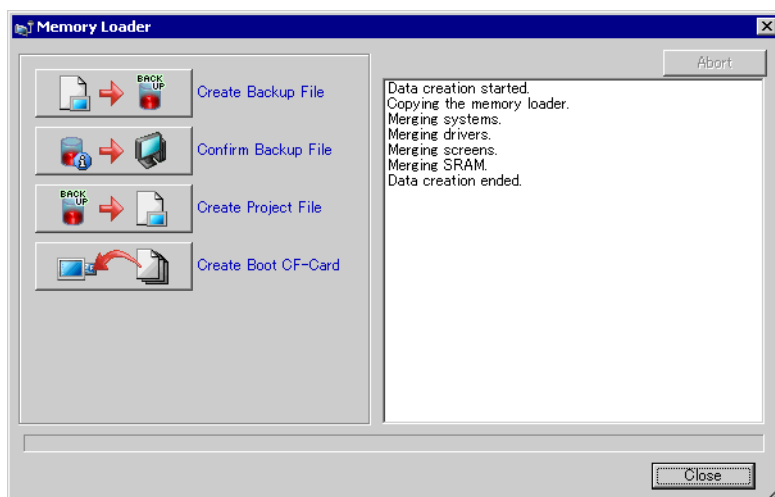 Memory Loader
Abort
BACK
UP
Create Backup File
Confirm Backup File
BACK
UP
Create Project File
Create Boot CF-Card
Data creation started.
Copying the memory loader.
Merging systems.
Merging drivers.
Merging screens.
Merging SRAM.
Data creation ended.
Close